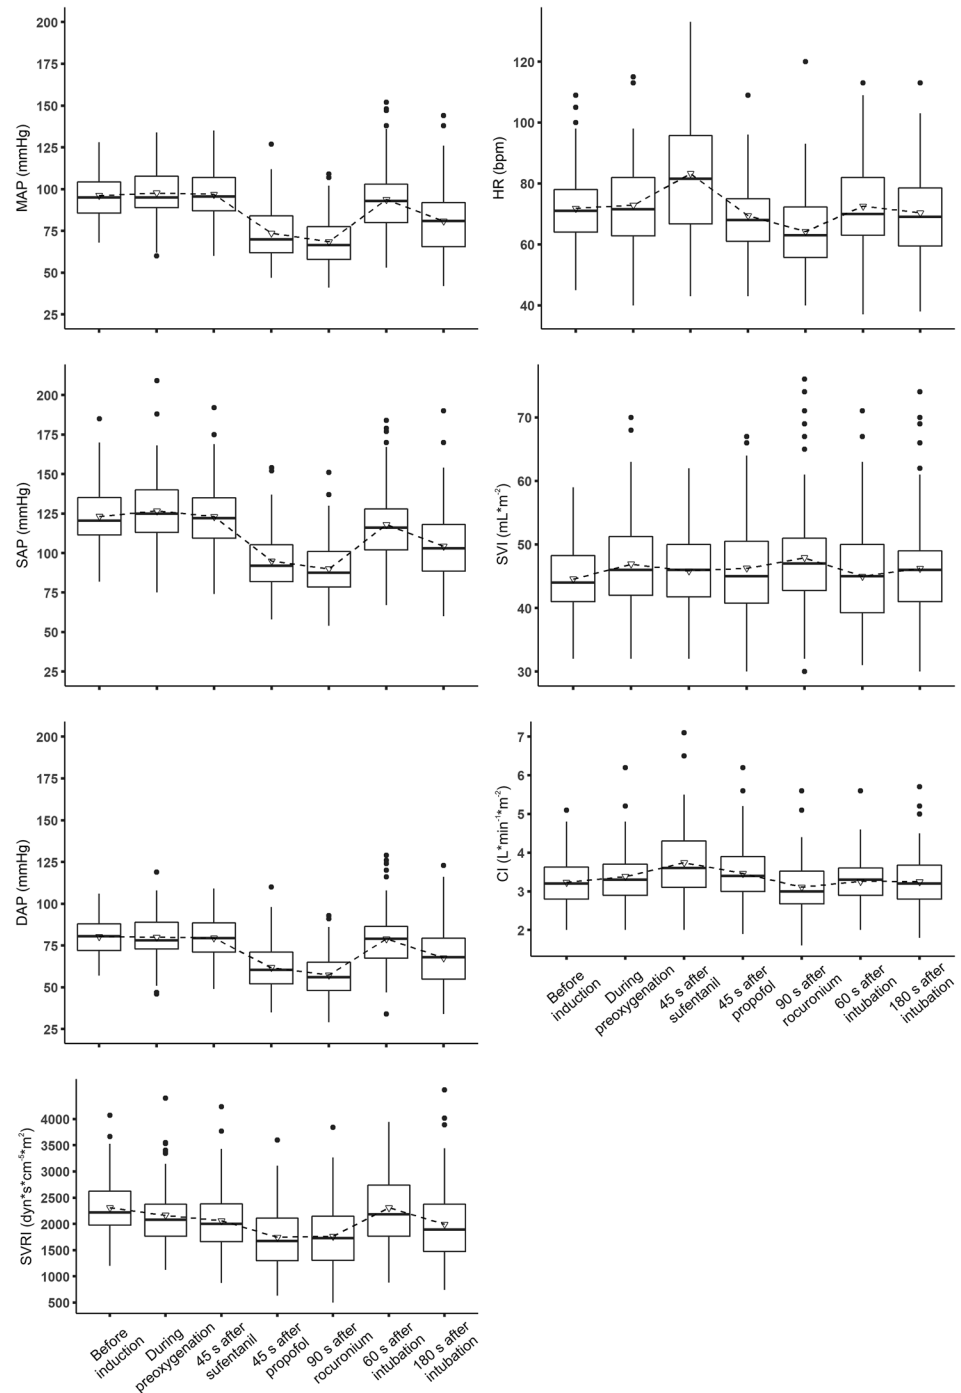 MAP (mmHg)
200
175
150
125
100
75
50
25
HR (bpm)
120
100
80
60
40
SAP (mmHg)
200
175
150
125
100
75
50
25
SVI (mL*m-2)
70
60
50
40
30
DAP (mmHg)
200
175
150
125
100
75
50
25
CI (L*min-1*m-2)
7
6
5
4
3
2
Before
induction
During
preoxygenation
45 s after
sufentanil
45 s after
propofol
90 s after
rocuronium
60 s after
intubation
180 s after
intubation
SVRI (dyn*s*cm-5*m2)
4000
3500
3000
2500
2000
1500
1000
500
Before
induction
During
preoxygenation
45 s after
sufentanil
45 s after
propofol
90 s after
rocuronium
60 s after
intubation
180 s after
intubation